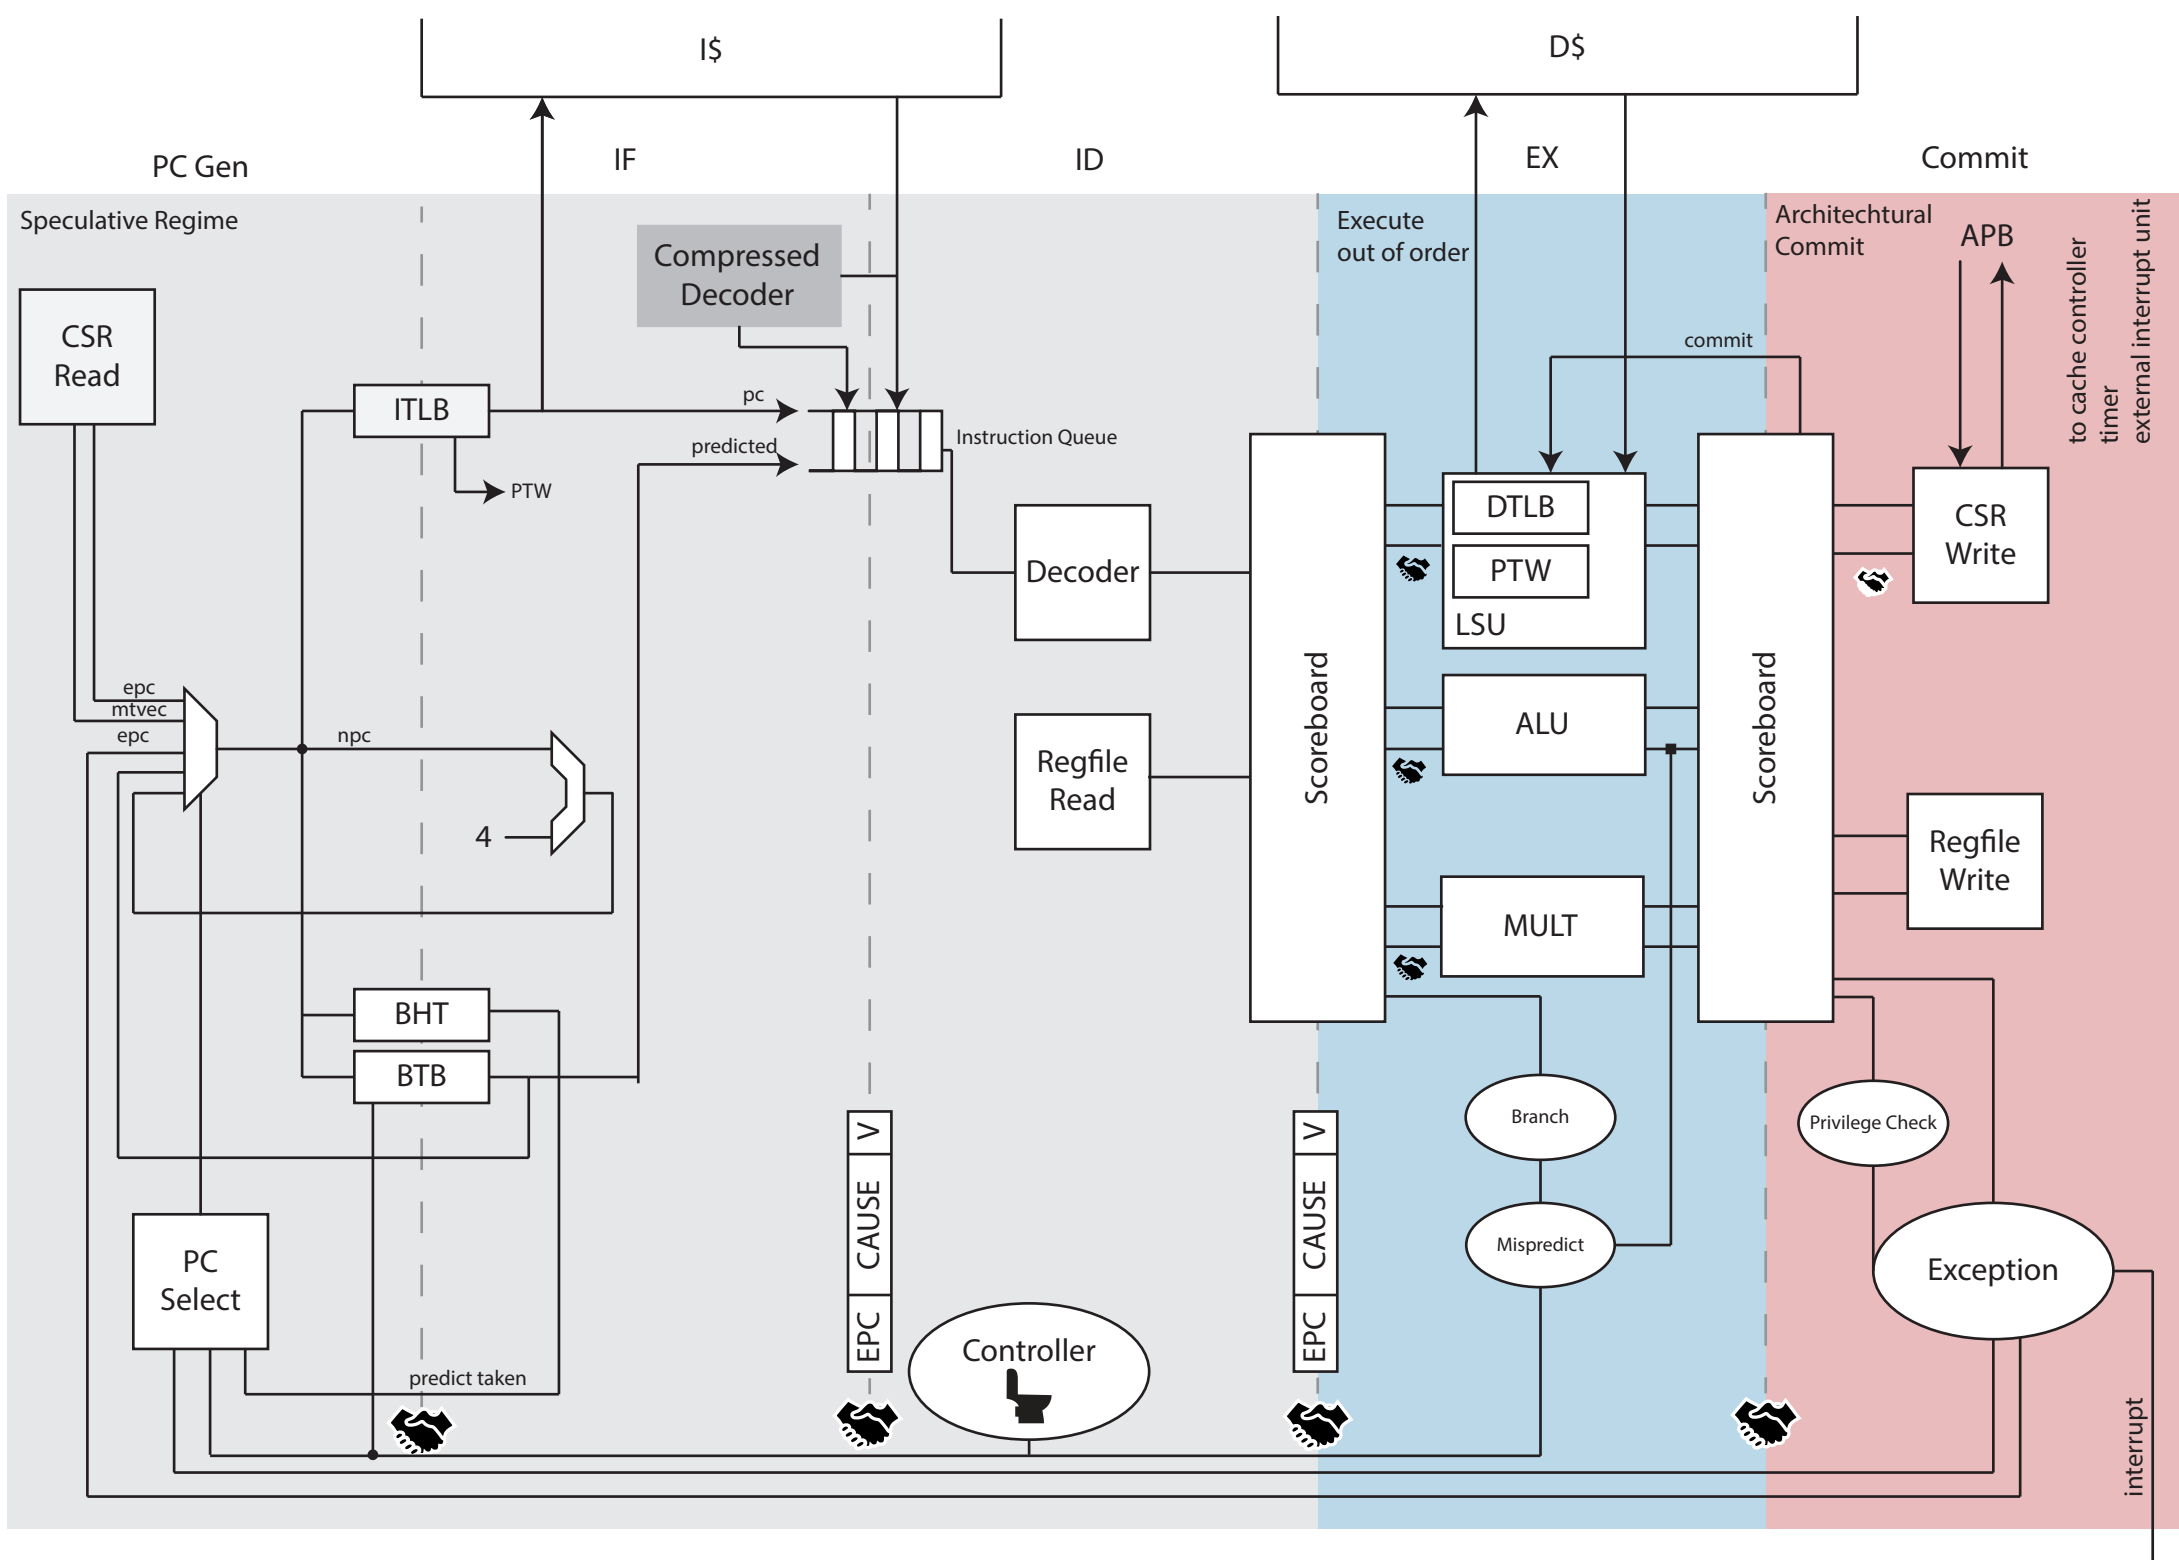 I$
D$
PC Gen
IF
ID
EX
Commit
Speculative Regime
Execute
out of order
Architechtural
Commit
APB
to cache controller
timer
external interrupt unit
Compressed
Decoder
CSR
Read
ITLB
pc
predicted
PTW
Instruction Queue
commit
Decoder
Regfile
Read
Scoreboard
DTLB
PTW
LSU
ALU
MULT
Scoreboard
CSR
Write
Regfile
Write
epc
mtvec
epc
npc
4
BHT
BTB
PC
Select
predict taken
V
CAUSE
EPC
Controller
V
CAUSE
EPC
Branch
Mispredict
Privilege Check
Exception
interrupt